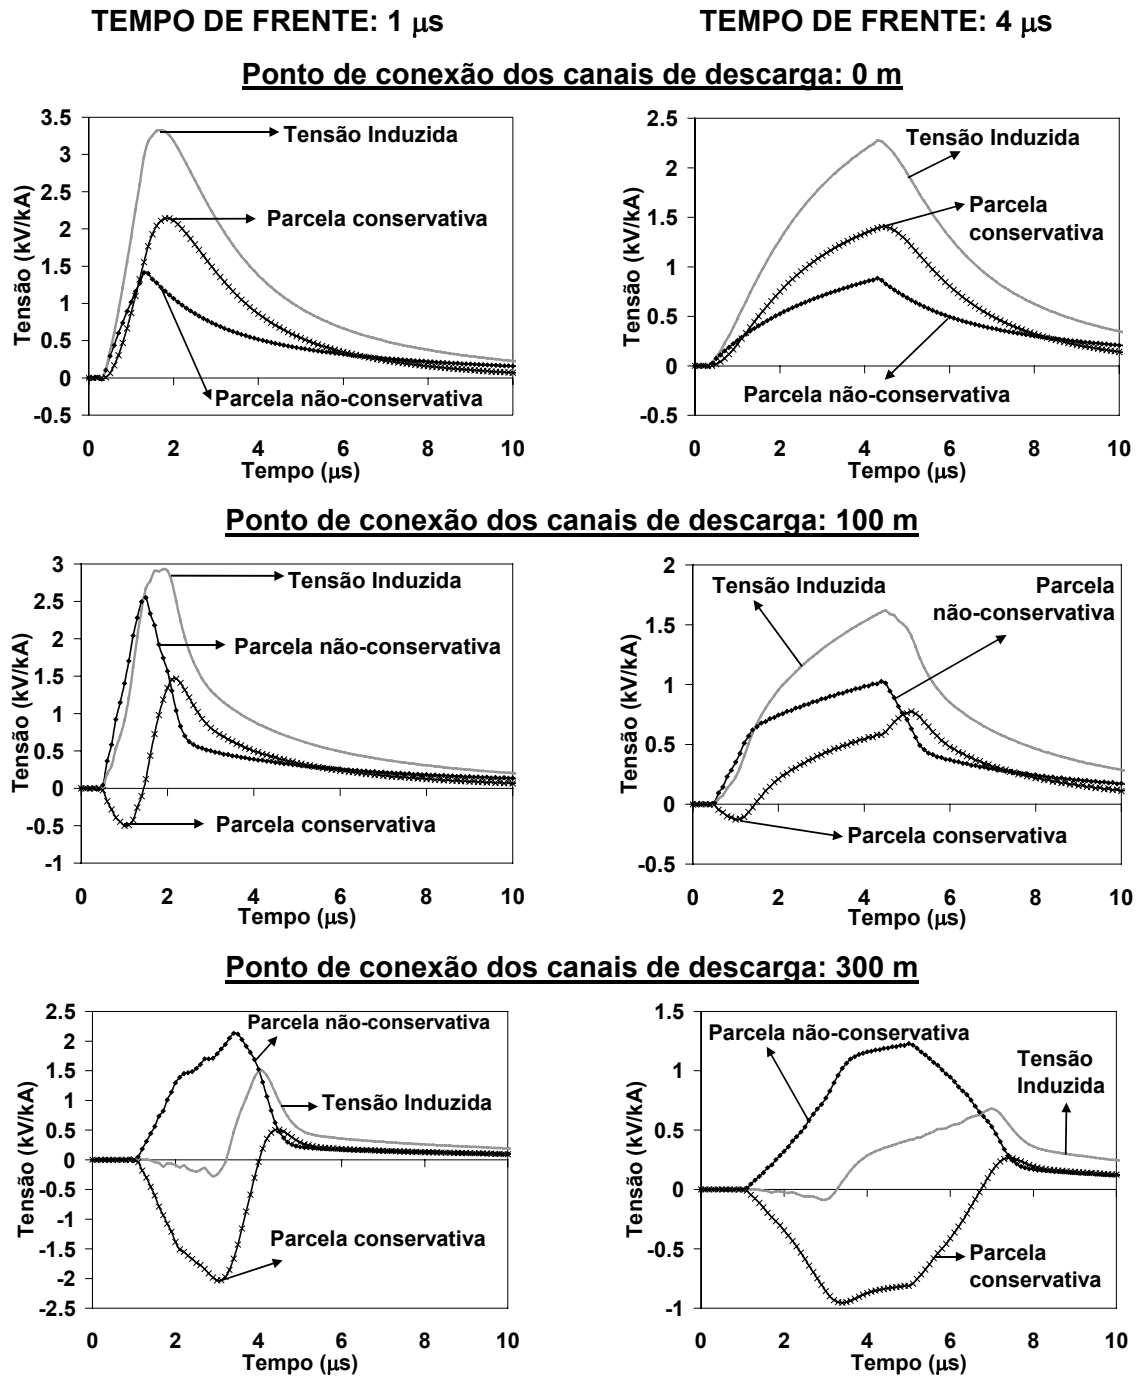 TEMPO DE FRENTE: 1 μs
TEMPO DE FRENTE: 4 μs
Ponto de conexão dos canais de descarga: 0 m
3.5
3
2.5
2
1.5
1
0.5
0
-0.5
Tensão (kV/kA)
Tensão Induzida
Parcela conservativa
Parcela não-conservativa
0 2 4 6 8 10
Tempo (μs)
2.5
2
1.5
1
0.5
0
-0.5
Tensão (kV/kA)
Tensão Induzida
Parcela
conservativa
Parcela não-conservativa
0 2 4 6 8 10
Tempo (μs)
Ponto de conexão dos canais de descarga: 100 m
3
2.5
2
1.5
1
0.5
0
-0.5
-1
Tensão (kV/kA)
Tensão Induzida
Parcela não-conservativa
Parcela conservativa
0 2 4 6 8 10
Tempo (μs)
2
1.5
1
0.5
0
-0.5
Tensão (kV/kA)
Tensão Induzida
Parcela
não-conservativa
Parcela conservativa
0 2 4 6 8 10
Tempo (μs)
Ponto de conexão dos canais de descarga: 300 m
2.5
2
1.5
1
0.5
0
-0.5
-1
-1.5
-2
-2.5
Tensão (kV/kA)
Parcela não-conservativa
Tensão Induzida
Parcela conservativa
0 2 4 6 8 10
Tempo (μs)
1.5
1
0.5
0
-0.5
-1
Tensão (kV/kA)
Parcela não-conservativa
Tensão
Induzida
Parcela
conservativa
0 2 4 6 8 10
Tempo (μs)